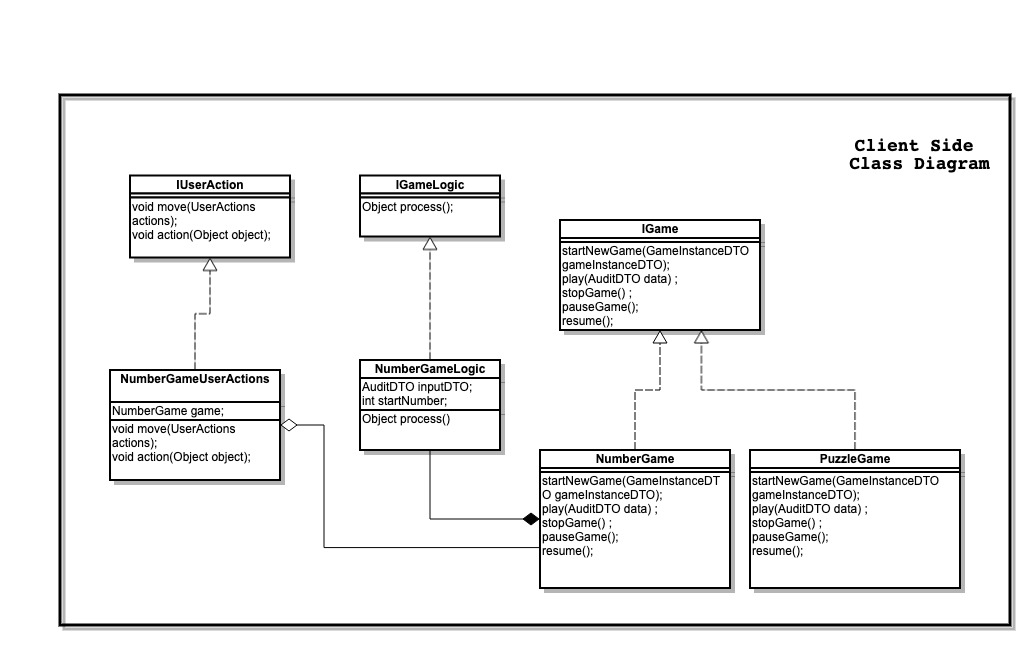 Client Side
Class Diagram
IUserAction
void move(UserActions
actions);
void action(Object object);
IGameLogic
Object process();
IGame
startNewGame(GameInstanceDTO
gameInstanceDTO);
play(AuditDTO data) ;
stopGame() ;
pauseGame();
resume();
NumberGameUserActions
NumberGame game;
void move(UserActions
actions);
void action(Object object);
NumberGameLogic
AuditDTO inputDTO;
int startNumber;
Object process()
NumberGame
startNewGame(GameInstanceDT
O gameInstanceDTO);
play(AuditDTO data) ;
stopGame() ;
pauseGame();
resume();
PuzzleGame
startNewGame(GameInstanceDTO
gameInstanceDTO);
play(AuditDTO data) ;
stopGame() ;
pauseGame();
resume();